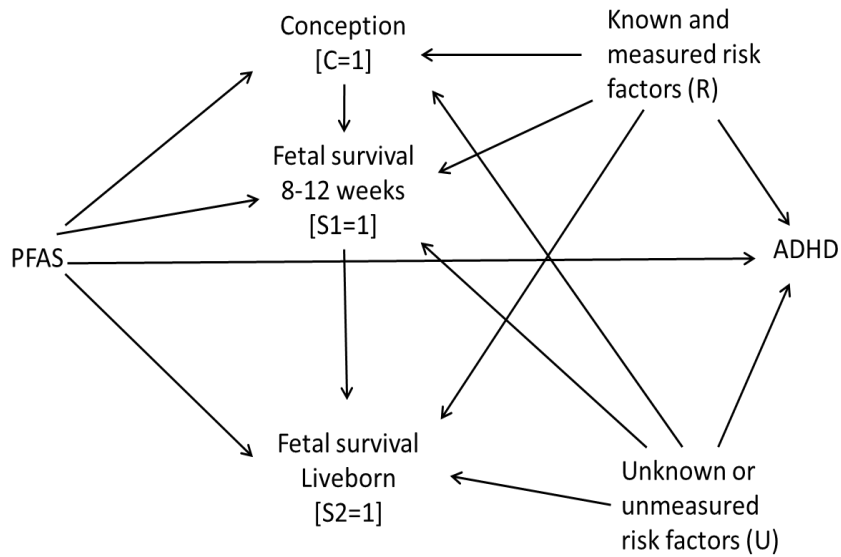 Conception
[C=1]
Known and
measured risk
factors (R)
Fetal survival
8-12 weeks
[S1=1]
PFAS
ADHD
Fetal survival
Liveborn
[S2=1]
Unknown or
unmeasured
risk factors (U)